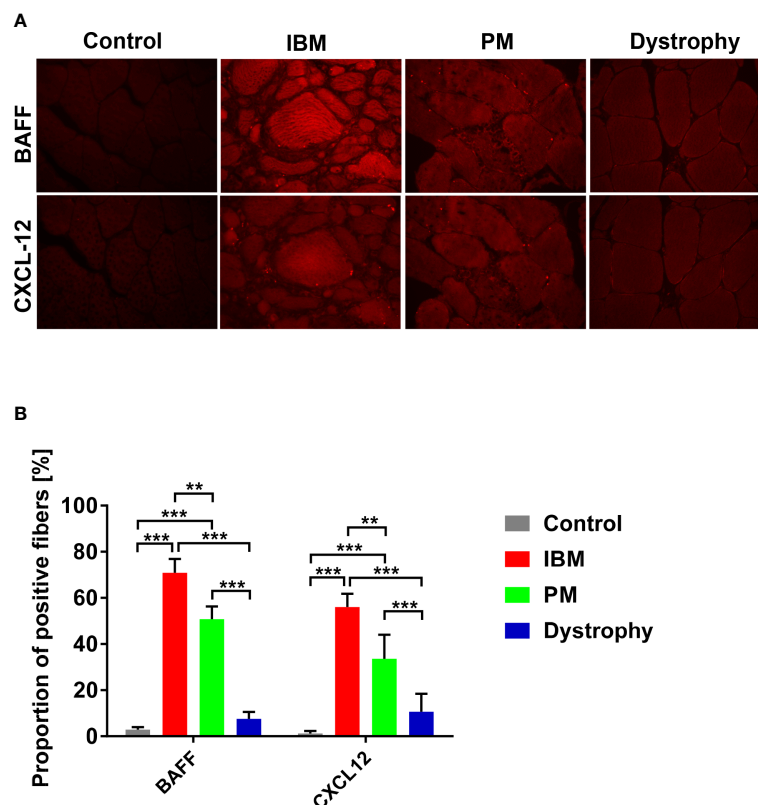 A
Control IBM PM Dystrophy
BAFF
CXCL-12
B
Proportion of positive fibers [%]
100
80
60
40
20
0
**
***
*** ***
***
**
***
*** ***
***
BAFF CXCL12
Control
IBM
PM
Dystrophy